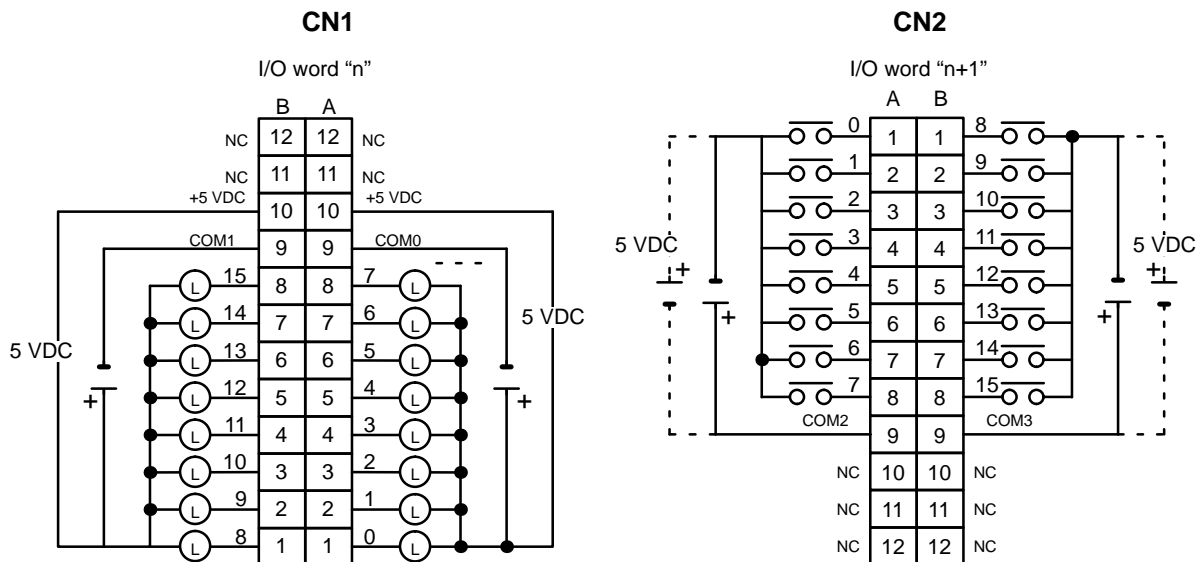 CN1
I/O word “n”
B A
NC 12 12 NC
NC 11 11 NC
+5 VDC 10 10 +5 VDC
COM1 9 9 COM0
L 15 8 8 7 L
L 14 7 7 6 L
L 13 6 6 5 L
L 12 5 5 4 L
L 11 4 4 3 L
L 10 3 3 2 L
L 9 2 2 1 L
L 8 1 1 0 L
5 VDC
+
5 VDC
+
CN2
I/O word “n+1”
A B
0 1 1 8
1 2 2 9
2 3 3 10
3 4 4 11
4 5 5 12
5 6 6 13
6 7 7 14
7 8 8 15
COM2 9 9 COM3
NC 10 10 NC
NC 11 11 NC
NC 12 12 NC
5 VDC
+
+
5 VDC
+
+